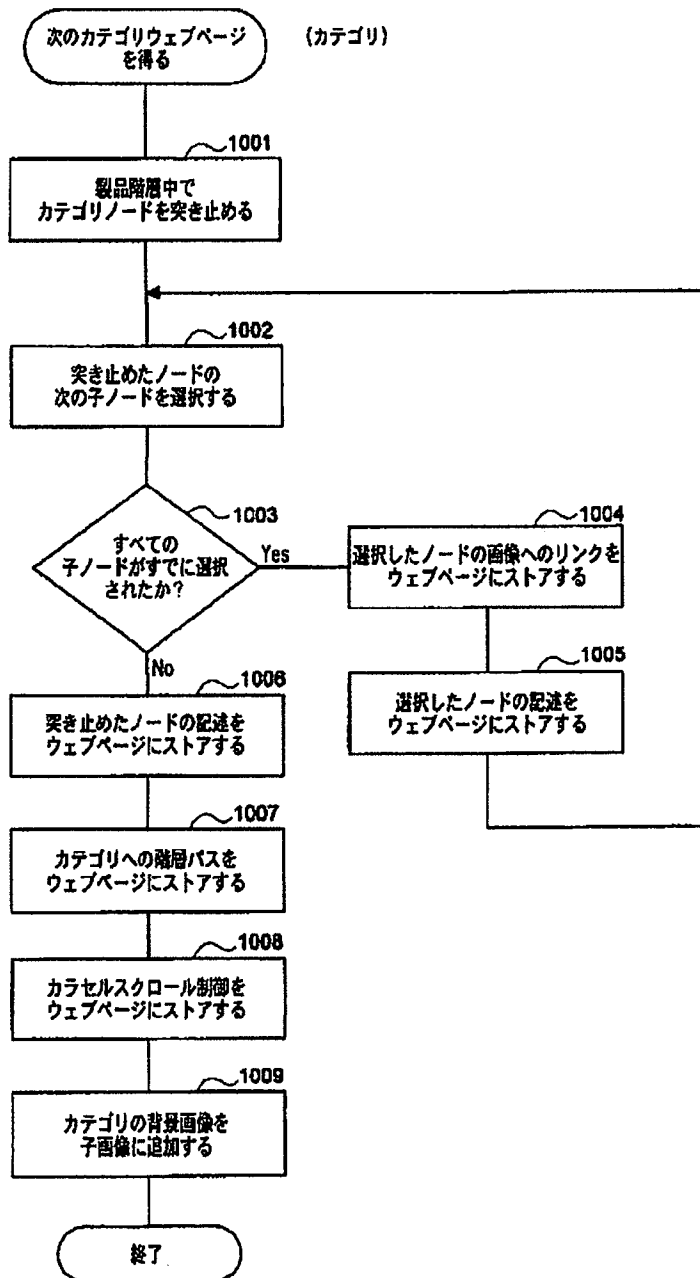 次のカテゴリウェブページ
を得る
(カテゴリ)
1001
製品階層中で
カテゴリノードを突き止める
1002
突き止めたノードの
次の子ノードを選択する
1003
すべての
子ノードがすでに選択
されたか？
Yes
No
1004
選択したノードの画像へのリンクを
ウェブページにストアする
1005
選択したノードの記述を
ウェブページにストアする
1006
突き止めたノードの記述を
ウェブページにストアする
1007
カテゴリへの階層パスを
ウェブページにストアする
1008
カラセルスクロール制御を
ウェブページにストアする
1009
カテゴリの背景画像を
子画像に追加する
終了